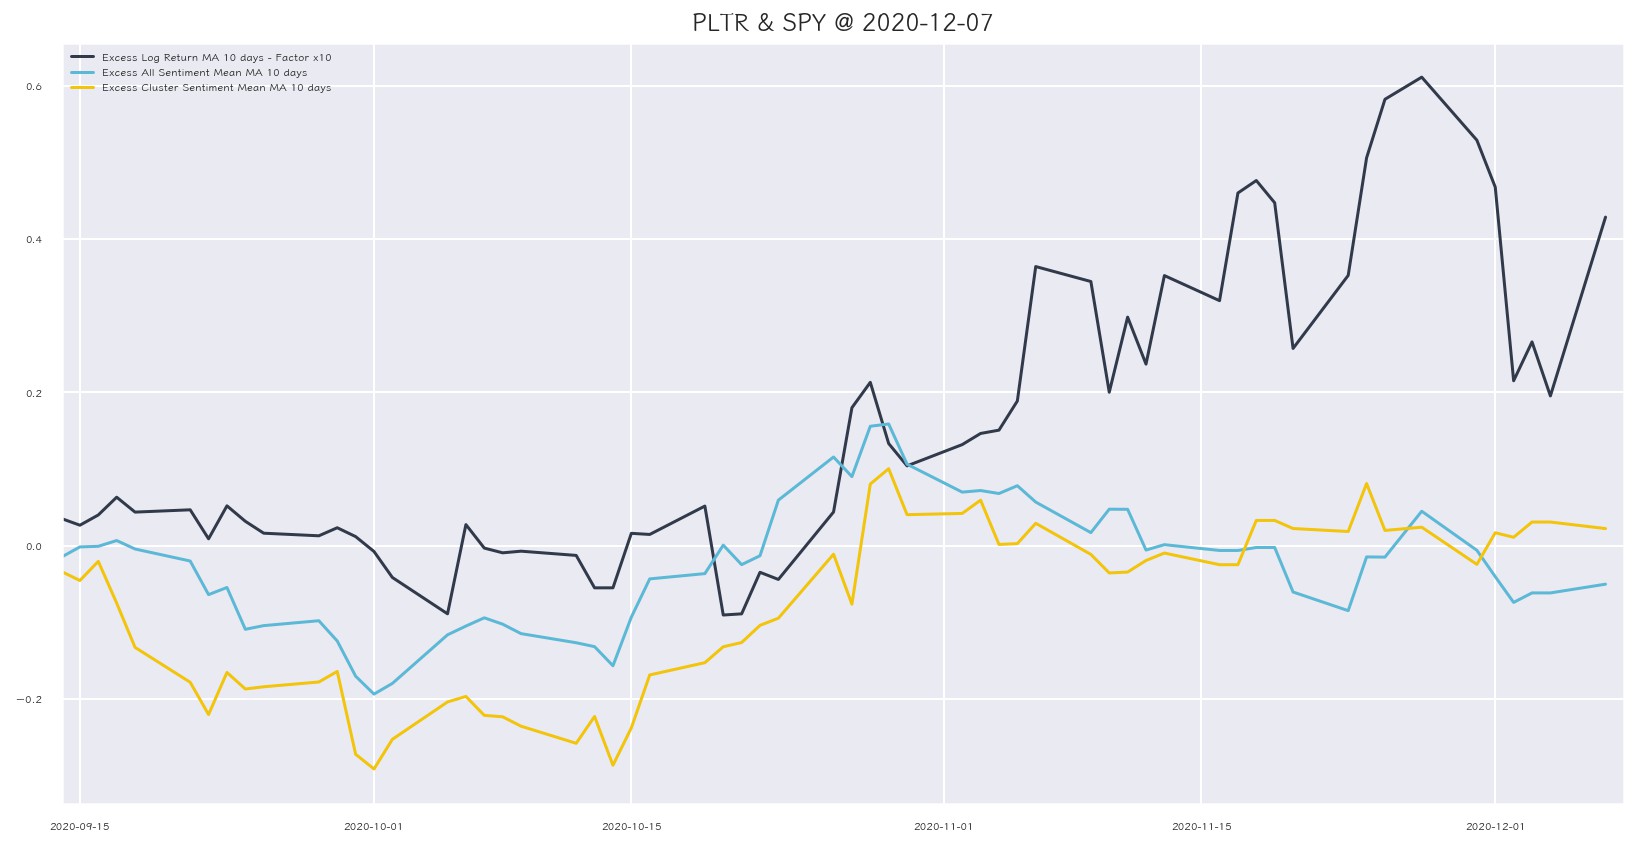 PLTR & SPY @ 2020-12-07
Excess Log Return MA 10 days - Factor x10
Excess All Sentiment Mean MA 10 days
Excess Cluster Sentiment Mean MA 10 days
0.6
0.4
0.2
0.0
−0.2
2020-09-15 2020-10-01 2020-10-15 2020-11-01 2020-11-15 2020-12-01